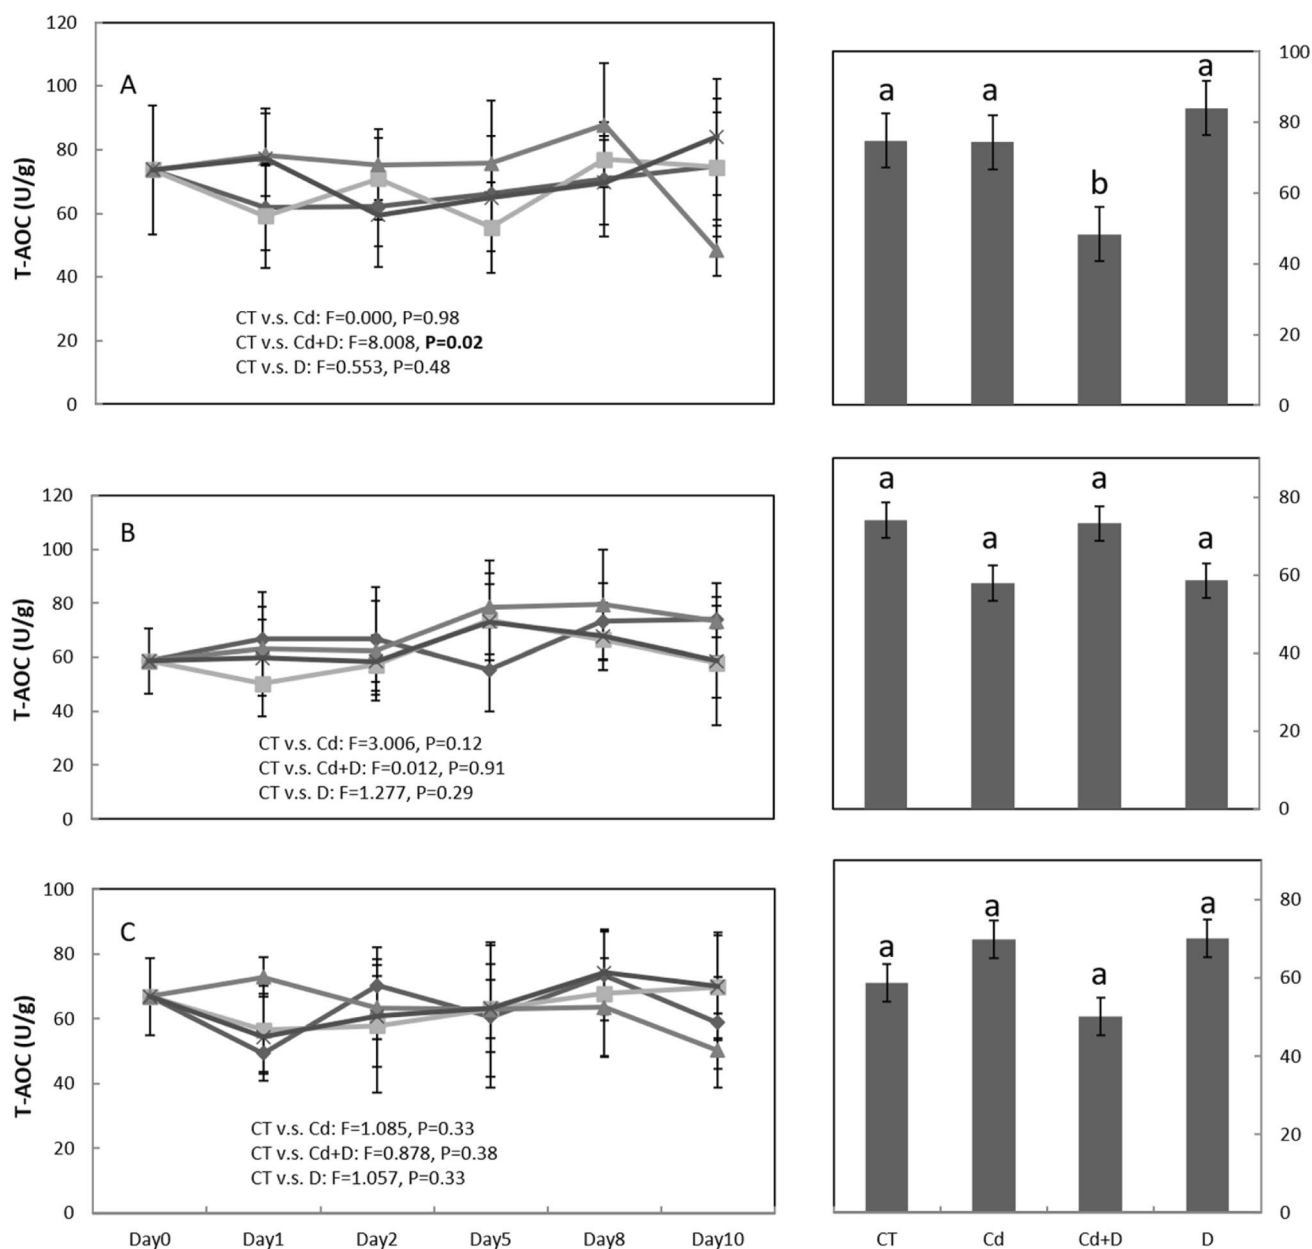 120
100
80
60
40
20
0
T-AOC (U/g)
A
CT v.s. Cd: F=0.000, P=0.98
CT v.s. Cd+D: F=8.008, P=0.02
CT v.s. D: F=0.553, P=0.48
a
a
b
a
100
80
60
40
20
0
120
100
80
60
40
20
0
T-AOC (U/g)
B
CT v.s. Cd: F=3.006, P=0.12
CT v.s. Cd+D: F=0.012, P=0.91
CT v.s. D: F=1.277, P=0.29
a
a
a
a
80
60
40
20
0
100
80
60
40
20
0
T-AOC (U/g)
C
CT v.s. Cd: F=1.085, P=0.33
CT v.s. Cd+D: F=0.878, P=0.38
CT v.s. D: F=1.057, P=0.33
Day0 Day1 Day2 Day5 Day8 Day10
a
a
a
a
80
60
40
20
0
CT Cd Cd+D D